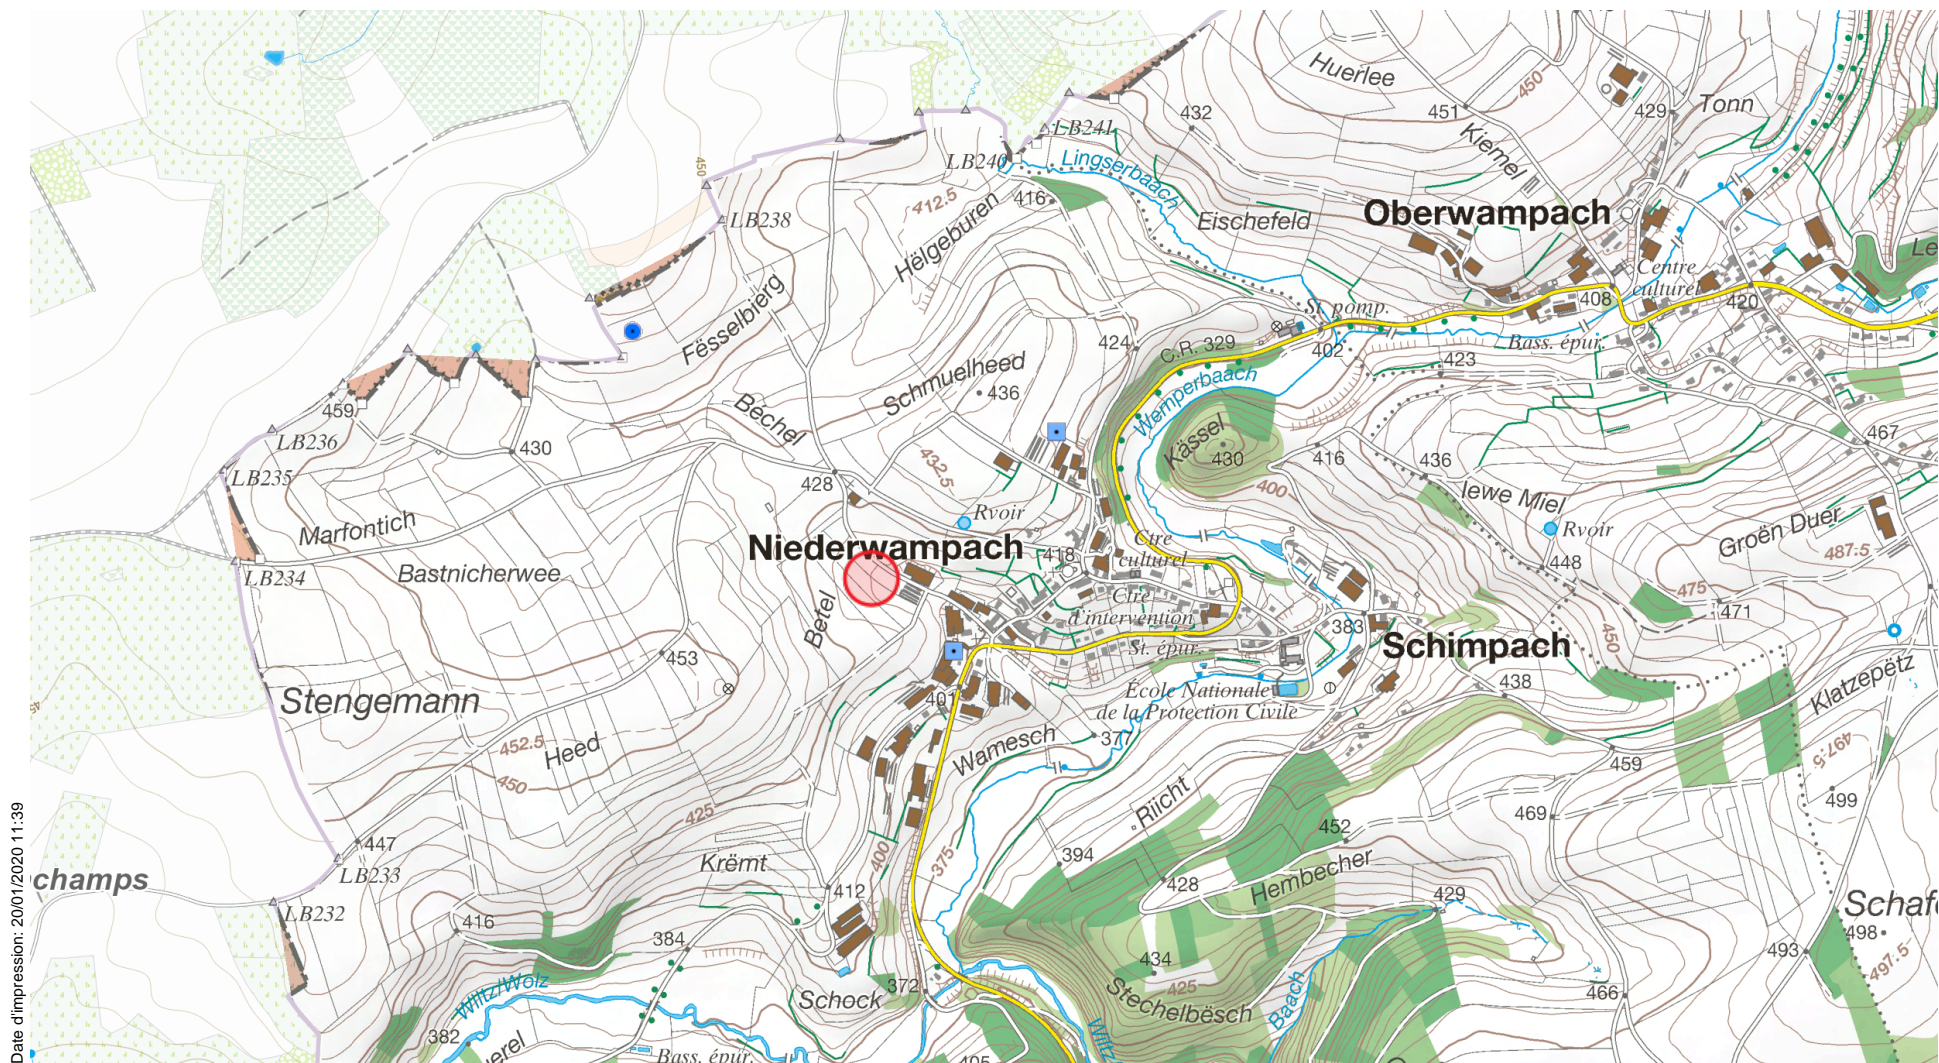 Huerlee
450
Tonn
451
429
432
LB241
Kiemel
450
LB240
Lingserbaach
416
412.5
Eischefeld
Oberwampach
LB238
Hëlgeburen
Le
Centre
culturel
408
420
St. pomp.
Fësselbierg
424
C.R. 329
402
Bass. épur.
423
Schmuelheed
436
Wemperbaach
459
Bechel
LB236
430
Kässel
430
416
436
467
LB235
428
432.5
400
Iewe Miel
Rvoir
Rvoir
Marfontich
Groën Duer
487.5
Niederwampach
418
Ctre
culturel
448
LB234
Bastnicherwee
475
471
Betel
Ctre
d'intervention
383
450
Schimpach
St. épur.
453
Klatzepëtz
Stengemann
401
École Nationale
de la Protection Civile
438
452.5
Heed
Wamesch
377
497.5
459
450
499
425
Riicht
469
Date d'impression: 20/01/2020 11:39
447
452
400
375
394
Krëmt
LB233
champs
Hembecher
428
412
429
LB232
Schafe
416
384
498
493
434
497.5
425
Wiltz/Wolz
372
Schock
Stechelbësch
Baach
466
382
Wiltz
erel
Bass. épur.
405